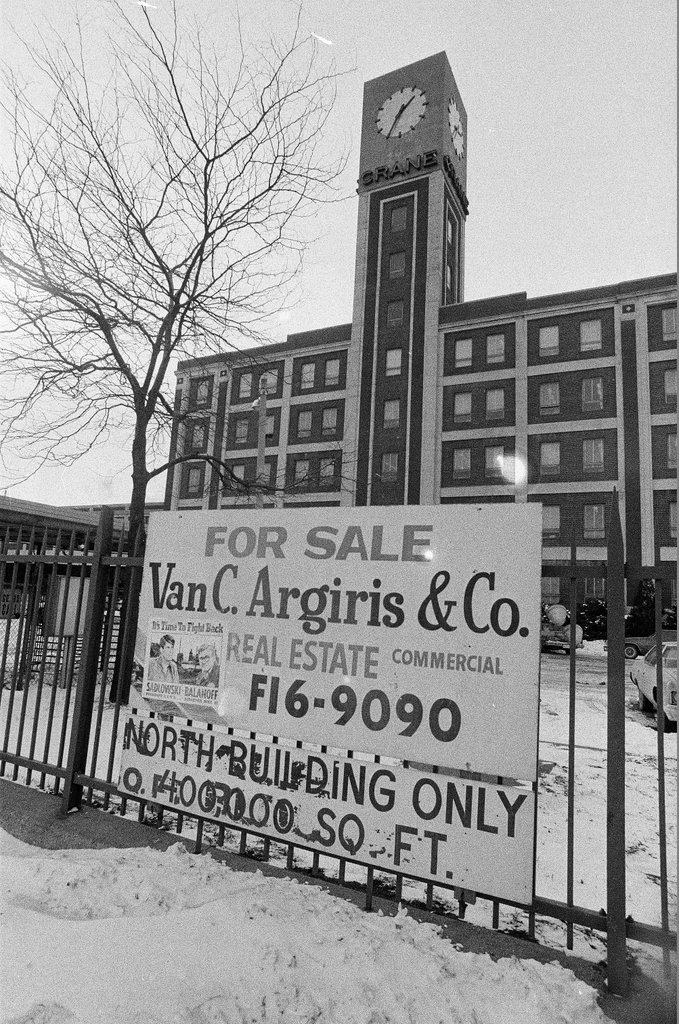 CRANE
FOR SALE
Van C. Argiris & Co.
REAL ESTATE COMMERCIAL
FI6-9090
It's Time To Fight Back
SADLOWSKI-BALANOFF
NORTH BUILDING ONLY
400,000 SQ. FT.